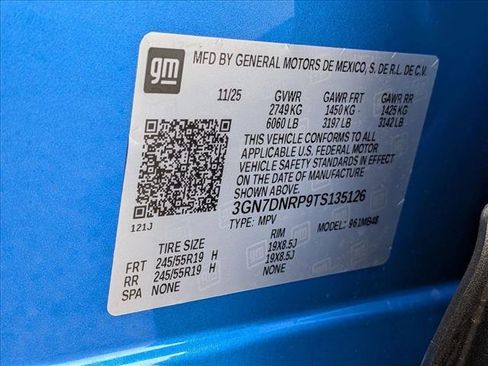 gm
MFD BY GENERAL MOTORS DE MEXICO, S. DE R.L. DE C.V.
11/25 GVWR GAWR FRT GAWR RR
2749 KG 1450 KG 1425 KG
6060 LB 3197 LB 3142 LB
THIS VEHICLE CONFORMS TO ALL
APPLICABLE U.S. FEDERAL MOTOR
VEHICLE SAFETY STANDARDS IN EFFECT
ON THE DATE OF MANUFACTURE
SHOWN ABOVE.
3GN7DNRP9TS135126
TYPE: MPV MODEL: 961MB48
121J
TIRE SIZE RIM
FRT 245/55R19 H 19X8.5J
RR 245/55R19 H 19X8.5J
SPA NONE NONE